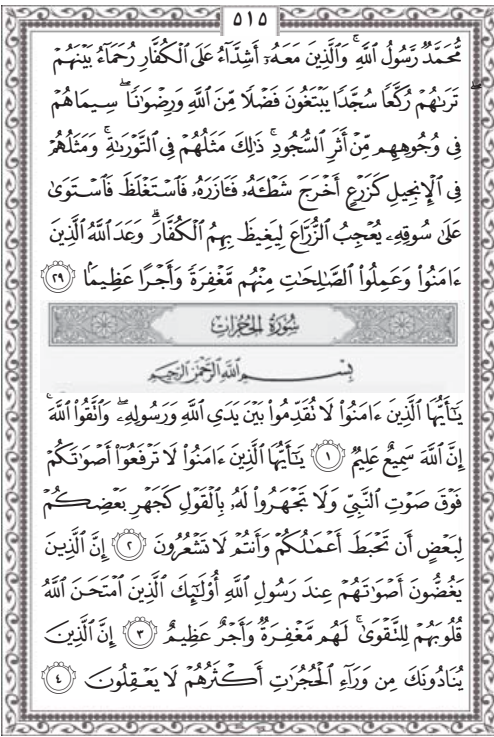 ٥١٥
مُّحَمَّدٌ رَّسُولُ ٱللَّهِ ۚ وَٱلَّذِينَ مَعَهُۥٓ أَشِدَّآءُ عَلَى ٱلْكُفَّارِ رُحَمَآءُ بَيْنَهُمْ ۖ
تَرَىٰهُمْ رُكَّعًا سُجَّدًا يَبْتَغُونَ فَضْلًا مِّنَ ٱللَّهِ وَرِضْوَٰنًا ۖ سِيمَاهُمْ
فِى وُجُوهِهِم مِّنْ أَثَرِ ٱلسُّجُودِ ۚ ذَٰلِكَ مَثَلُهُمْ فِى ٱلتَّوْرَىٰةِ ۚ وَمَثَلُهُمْ
فِى ٱلْإِنجِيلِ كَزَرْعٍ أَخْرَجَ شَطْـَٔهُۥ فَـَٔازَرَهُۥ فَٱسْتَغْلَظَ فَٱسْتَوَىٰ
عَلَىٰ سُوقِهِۦ يُعْجِبُ ٱلزُّرَّاعَ لِيَغِيظَ بِهِمُ ٱلْكُفَّارَ ۗ وَعَدَ ٱللَّهُ ٱلَّذِينَ
ءَامَنُوا۟ وَعَمِلُوا۟ ٱلصَّٰلِحَٰتِ مِنْهُم مَّغْفِرَةً وَأَجْرًا عَظِيمًۢا ٢٩
سُورَةُ الْحُجُرَاتِ
بِسْمِ ٱللَّهِ ٱلرَّحْمَٰنِ ٱلرَّحِيمِ
يَٰٓأَيُّهَا ٱلَّذِينَ ءَامَنُوا۟ لَا تُقَدِّمُوا۟ بَيْنَ يَدَىِ ٱللَّهِ وَرَسُولِهِۦ ۖ وَٱتَّقُوا۟ ٱللَّهَ ۚ
إِنَّ ٱللَّهَ سَمِيعٌ عَلِيمٌ ١ يَٰٓأَيُّهَا ٱلَّذِينَ ءَامَنُوا۟ لَا تَرْفَعُوٓا۟ أَصْوَٰتَكُمْ
فَوْقَ صَوْتِ ٱلنَّبِىِّ وَلَا تَجْهَرُوا۟ لَهُۥ بِٱلْقَوْلِ كَجَهْرِ بَعْضِكُمْ
لِبَعْضٍ أَن تَحْبَطَ أَعْمَٰلُكُمْ وَأَنتُمْ لَا تَشْعُرُونَ ٢ إِنَّ ٱلَّذِينَ
يَغُضُّونَ أَصْوَٰتَهُمْ عِندَ رَسُولِ ٱللَّهِ أُو۟لَٰٓئِكَ ٱلَّذِينَ ٱمْتَحَنَ ٱللَّهُ
قُلُوبَهُمْ لِلتَّقْوَىٰ ۚ لَهُم مَّغْفِرَةٌ وَأَجْرٌ عَظِيمٌ ٣ إِنَّ ٱلَّذِينَ
يُنَادُونَكَ مِن وَرَآءِ ٱلْحُجُرَٰتِ أَكْثَرُهُمْ لَا يَعْقِلُونَ ٤